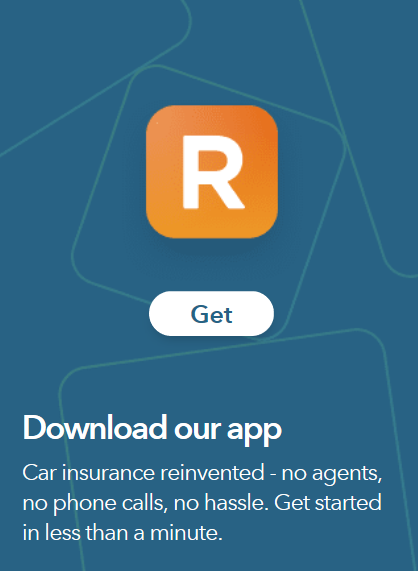 R
Get
Download our app
Car insurance reinvented - no agents,
no phone calls, no hassle. Get started
in less than a minute.